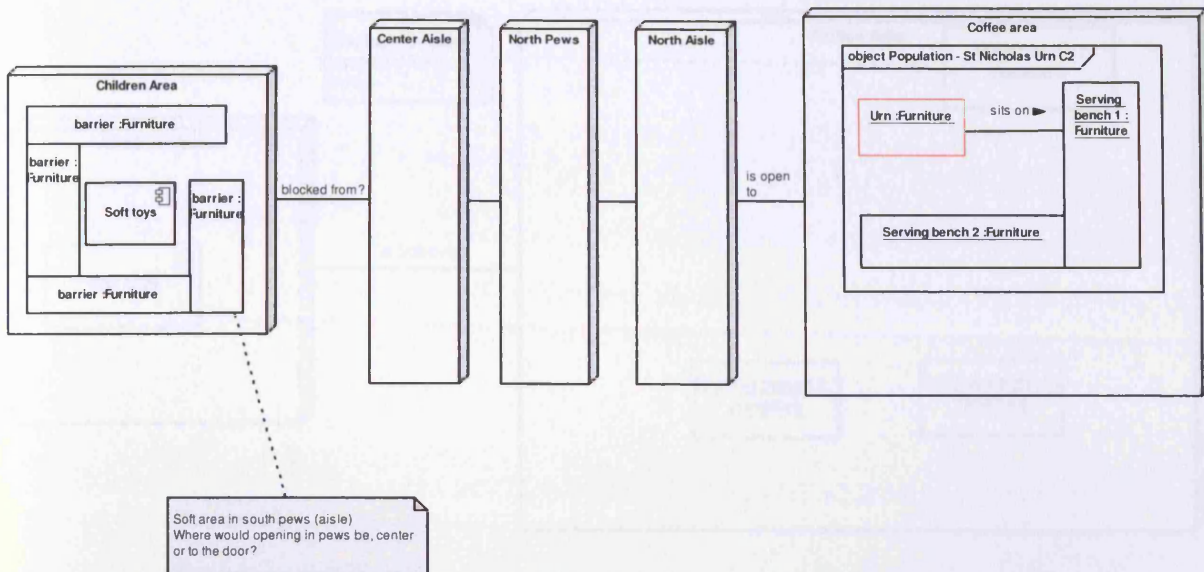 Children Area
barrier :Furniture
barrier :
Furniture
Soft toys
barrier :
Furniture
barrier :Furniture
blocked from?
Center Aisle
North Pews
North Aisle
is open
to
Coffee area
object Population - St Nicholas Urn C2
Urn :Furniture
sits on ►
Serving
bench 1 :
Furniture
Serving bench 2 :Furniture
Soft area in south pews (aisle)
Where would opening in pews be, center
or to the door?